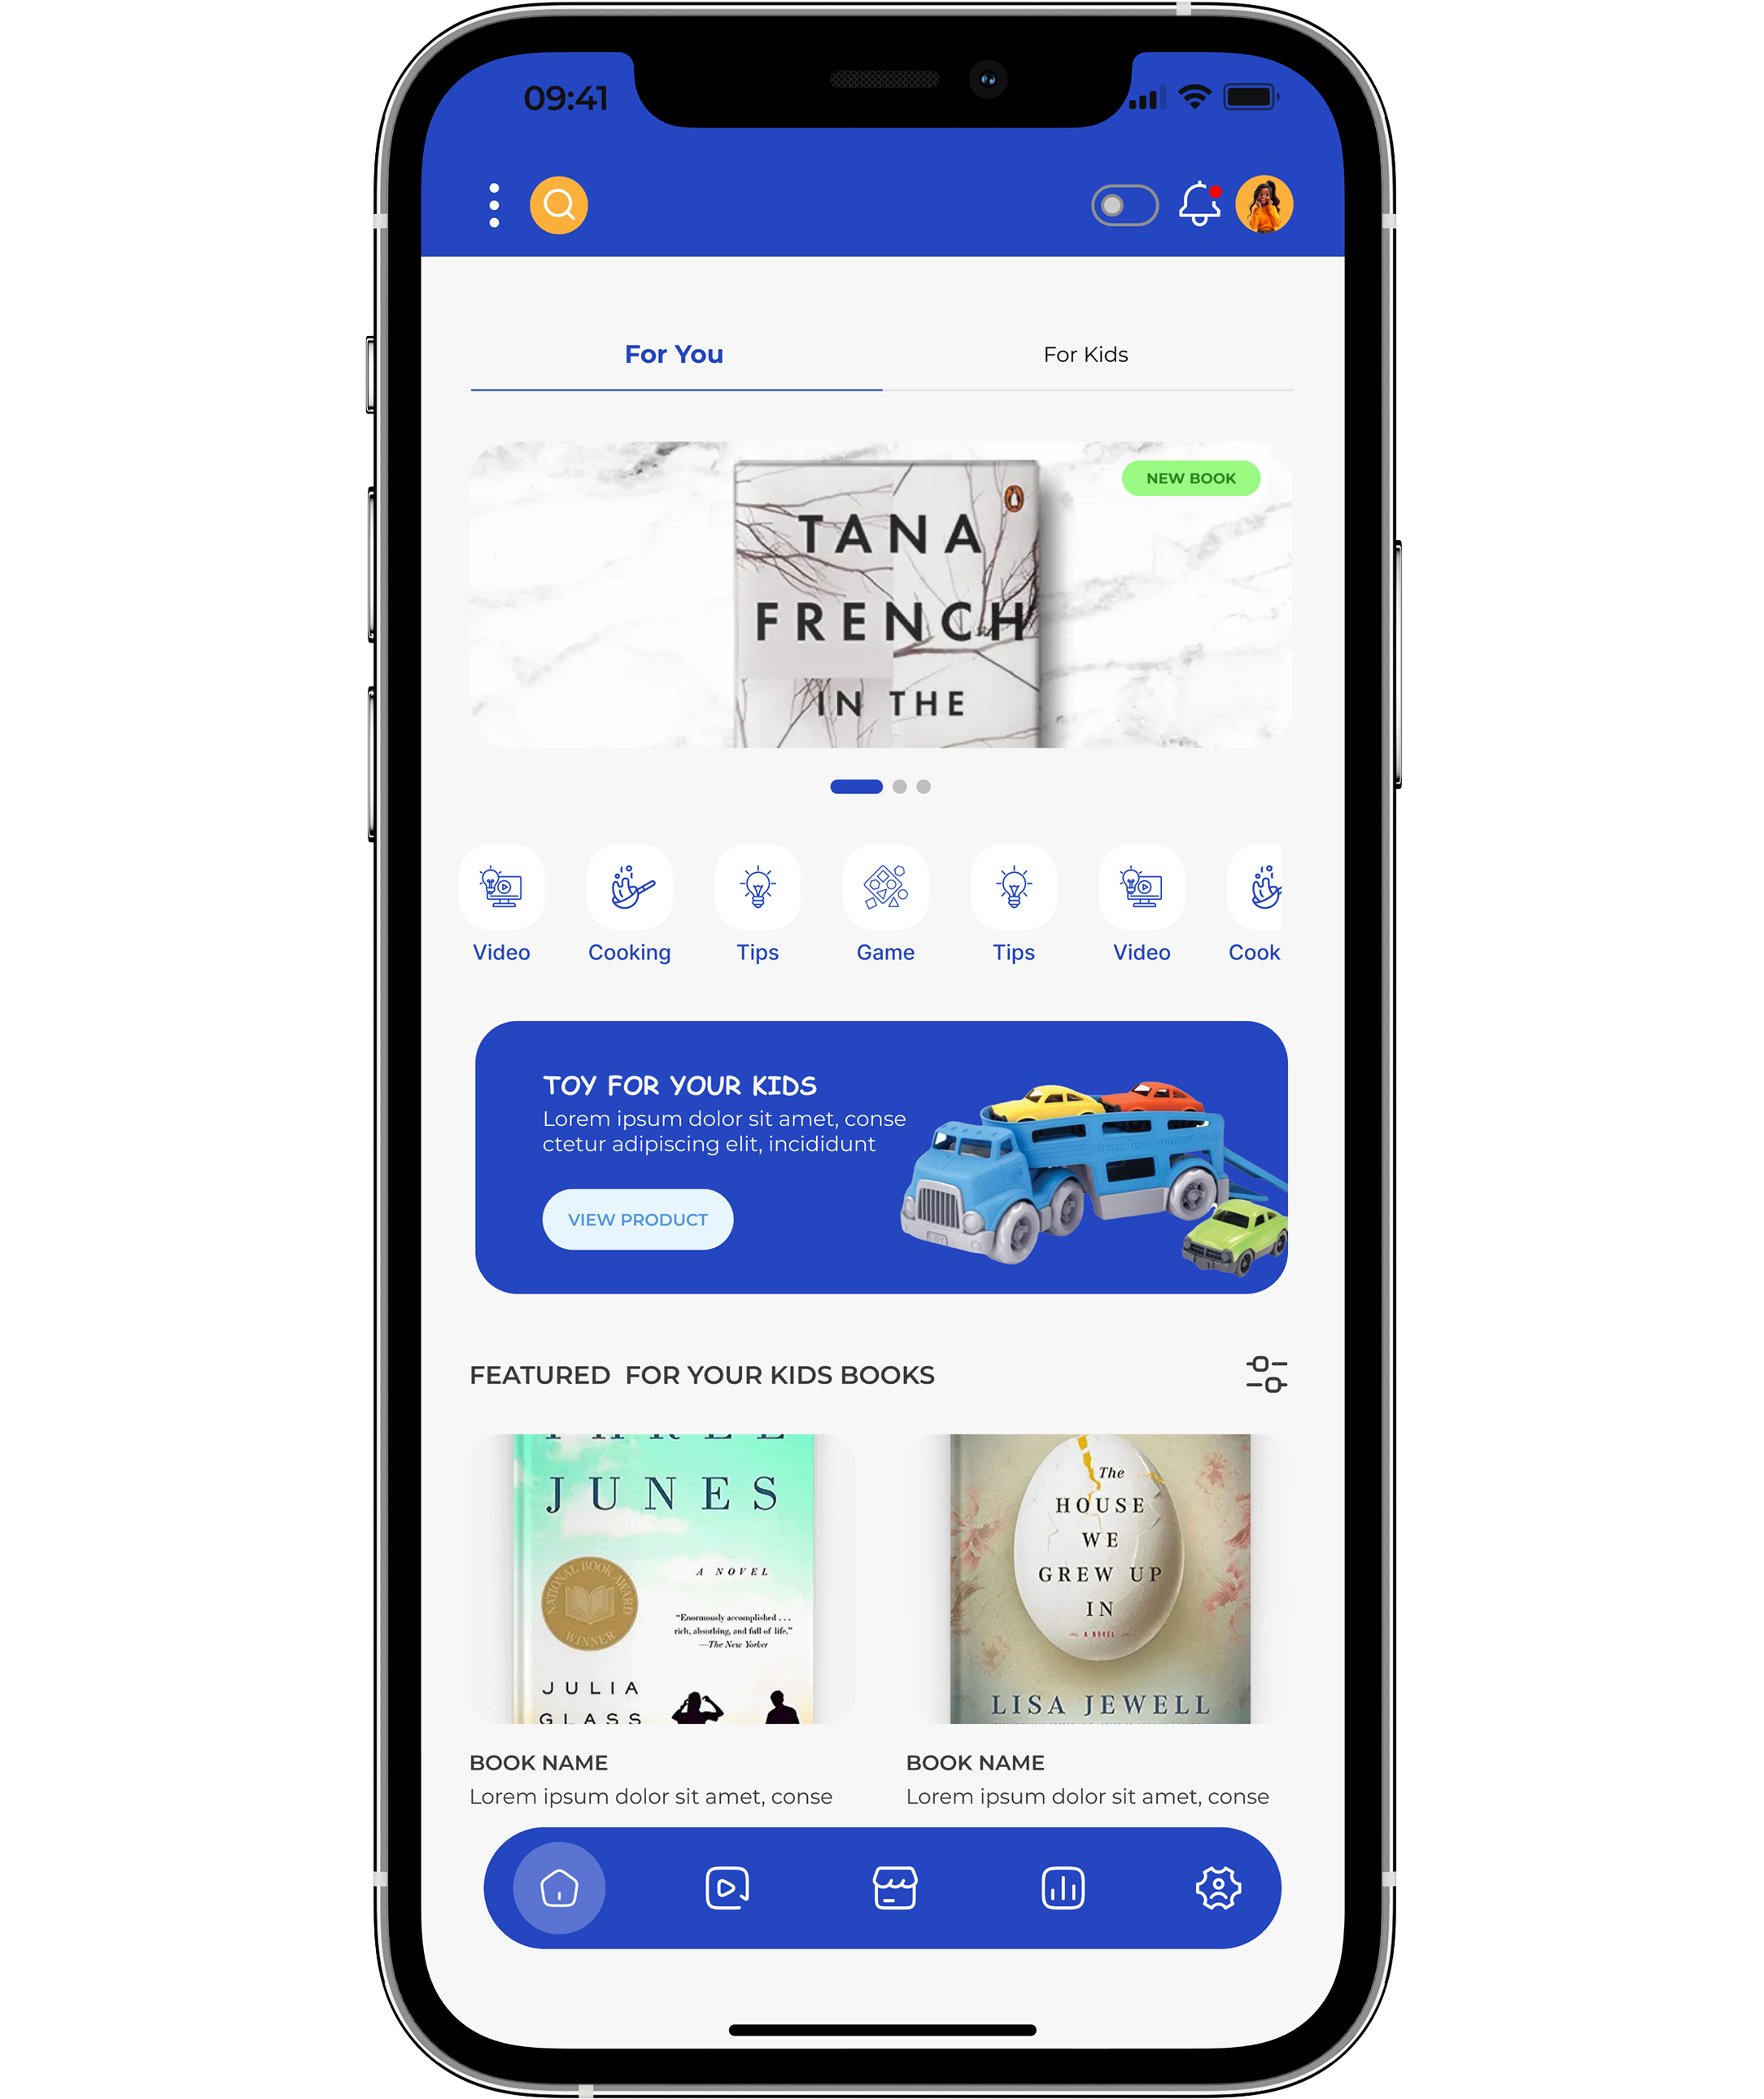 09:41
For You
For Kids
NEW BOOK
TANA
FRENCH
IN THE
Video
Cooking
Tips
Game
Tips
Video
Cook
TOY FOR YOUR KIDS
Lorem ipsum dolor sit amet, conse
ctetur adipiscing elit, incididunt
VIEW PRODUCT
FEATURED FOR YOUR KIDS BOOKS
JUNES
A NOVEL
NATIONAL BOOK AWARD
WINNER
“Enormously accomplished . . .
rich, absorbing, and full of life.”
—The New Yorker
JULIA
GLASS
The
HOUSE
WE
GREW UP
IN
A NOVEL
LISA JEWELL
BOOK NAME
Lorem ipsum dolor sit amet, conse
BOOK NAME
Lorem ipsum dolor sit amet, conse